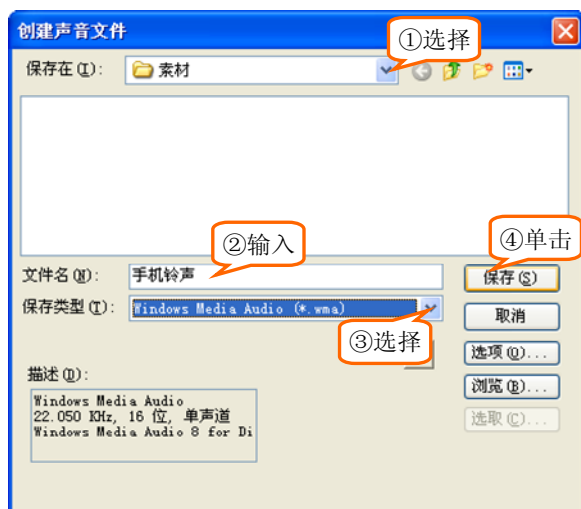 创建声音文件
①选择
保存在(I):
素材
②输入
④单击
文件名(N):
手机铃声
保存(S)
保存类型(T):
Windows Media Audio (*.wma)
取消
③选择
选项(O)...
描述(D):
浏览(B)...
Windows Media Audio
22.050 KHz, 16 位, 单声道
Windows Media Audio 8 for Di
选取(C)...